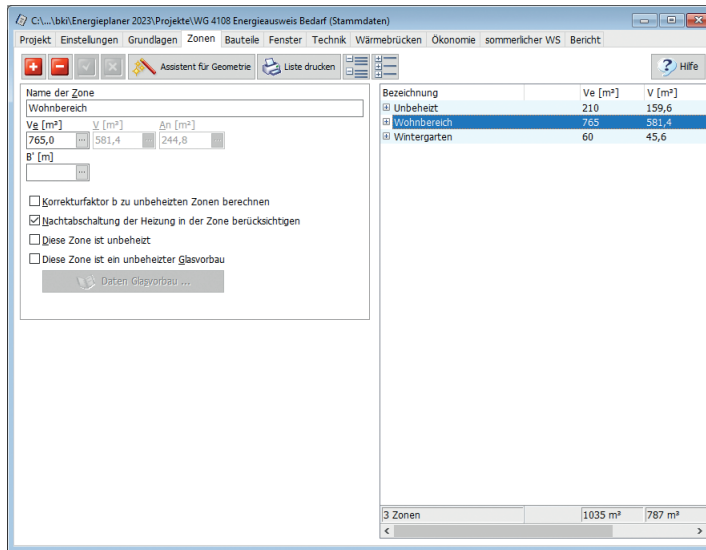 C:\...\bki\Energieplaner 2023\Projekte\WG 4108 Energieausweis Bedarf (Stammdaten)
Projekt Einstellungen Grundlagen Zonen Bauteile Fenster Technik Wärmebrücken Ökonomie sommerlicher WS Bericht
Assistent für Geometrie Liste drucken Hilfe
Name der Zone
Wohnbereich
Ve [m³] V [m³] An [m²]
765,0 ... 581,4 ... 244,8 ...
B' [m]
...
Korrekturfaktor b zu unbeheizten Zonen berechnen
Nachtabschaltung der Heizung in der Zone berücksichtigen
Diese Zone ist unbeheizt
Diese Zone ist ein unbeheizter Glasvorbau
Daten Glasvorbau ...
Bezeichnung Ve [m³] V [m³]
Unbeheizt 210 159,6
Wohnbereich 765 581,4
Wintergarten 60 45,6
3 Zonen 1035 m³ 787 m³